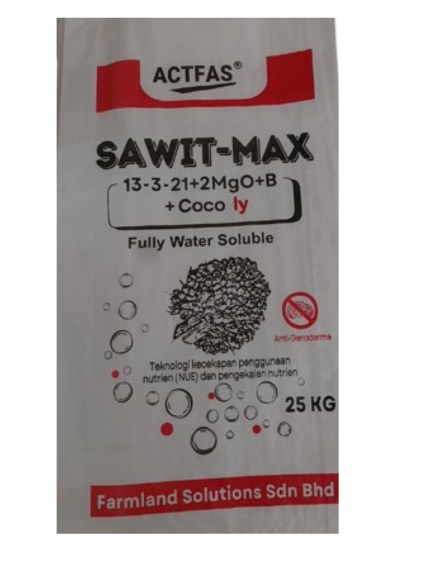 ACTFAS®
SAWIT-MAX
13-3-21+2MgO+B
+Coco ly
Fully Water Soluble
Anti-Ganoderma
Teknologi kecekapan penggunaan
nutrien (NUE) dan pengekalan nutrien
25 KG
Farmland Solutions Sdn Bhd